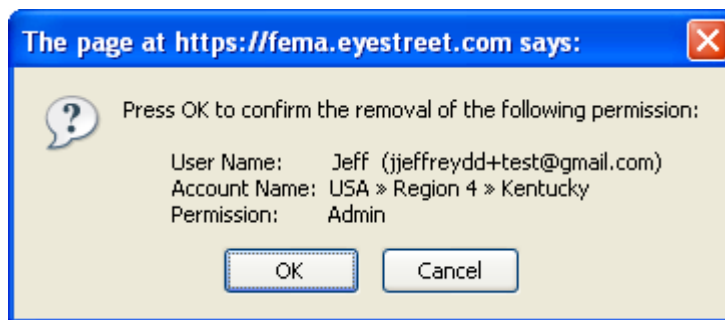 The page at https://fema.eyestreet.com says:
Press OK to confirm the removal of the following permission:
User Name: Jeff (jjeffreydd+test@gmail.com)
Account Name: USA » Region 4 » Kentucky
Permission: Admin
OK Cancel